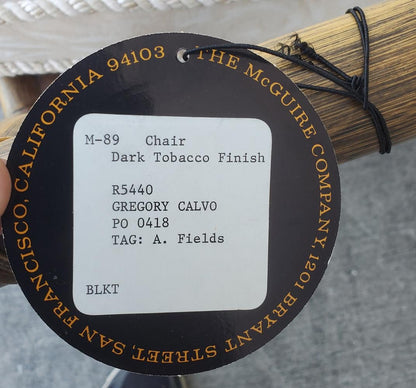 THE McGUIRE COMPANY 1201 BRYANT STREET, SAN FRANCISCO, CALIFORNIA 94103
M-89 Chair
Dark Tobacco Finish
R5440
GREGORY CALVO
PO 0418
TAG: A. Fields
BLKT